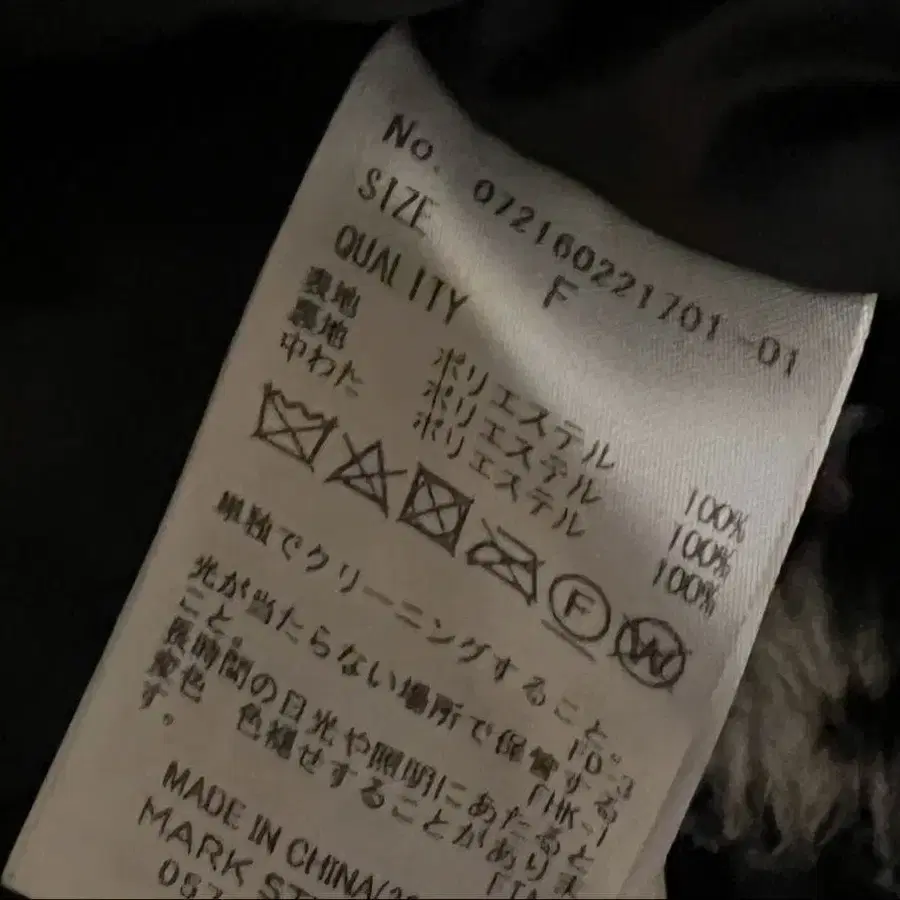 No. 072160221701-01
SIZE F
QUALITY
表地 ポリエステル 100%
裏地 ポリエステル 100%
中わた ポリエステル 100%
F W
単独でクリーニングすること。
光が当たらない場所で保管する
こと。
長時間の日光や照明にあたると
変色 色褪せすることがありま
す。
MADE IN CHINA
MARK